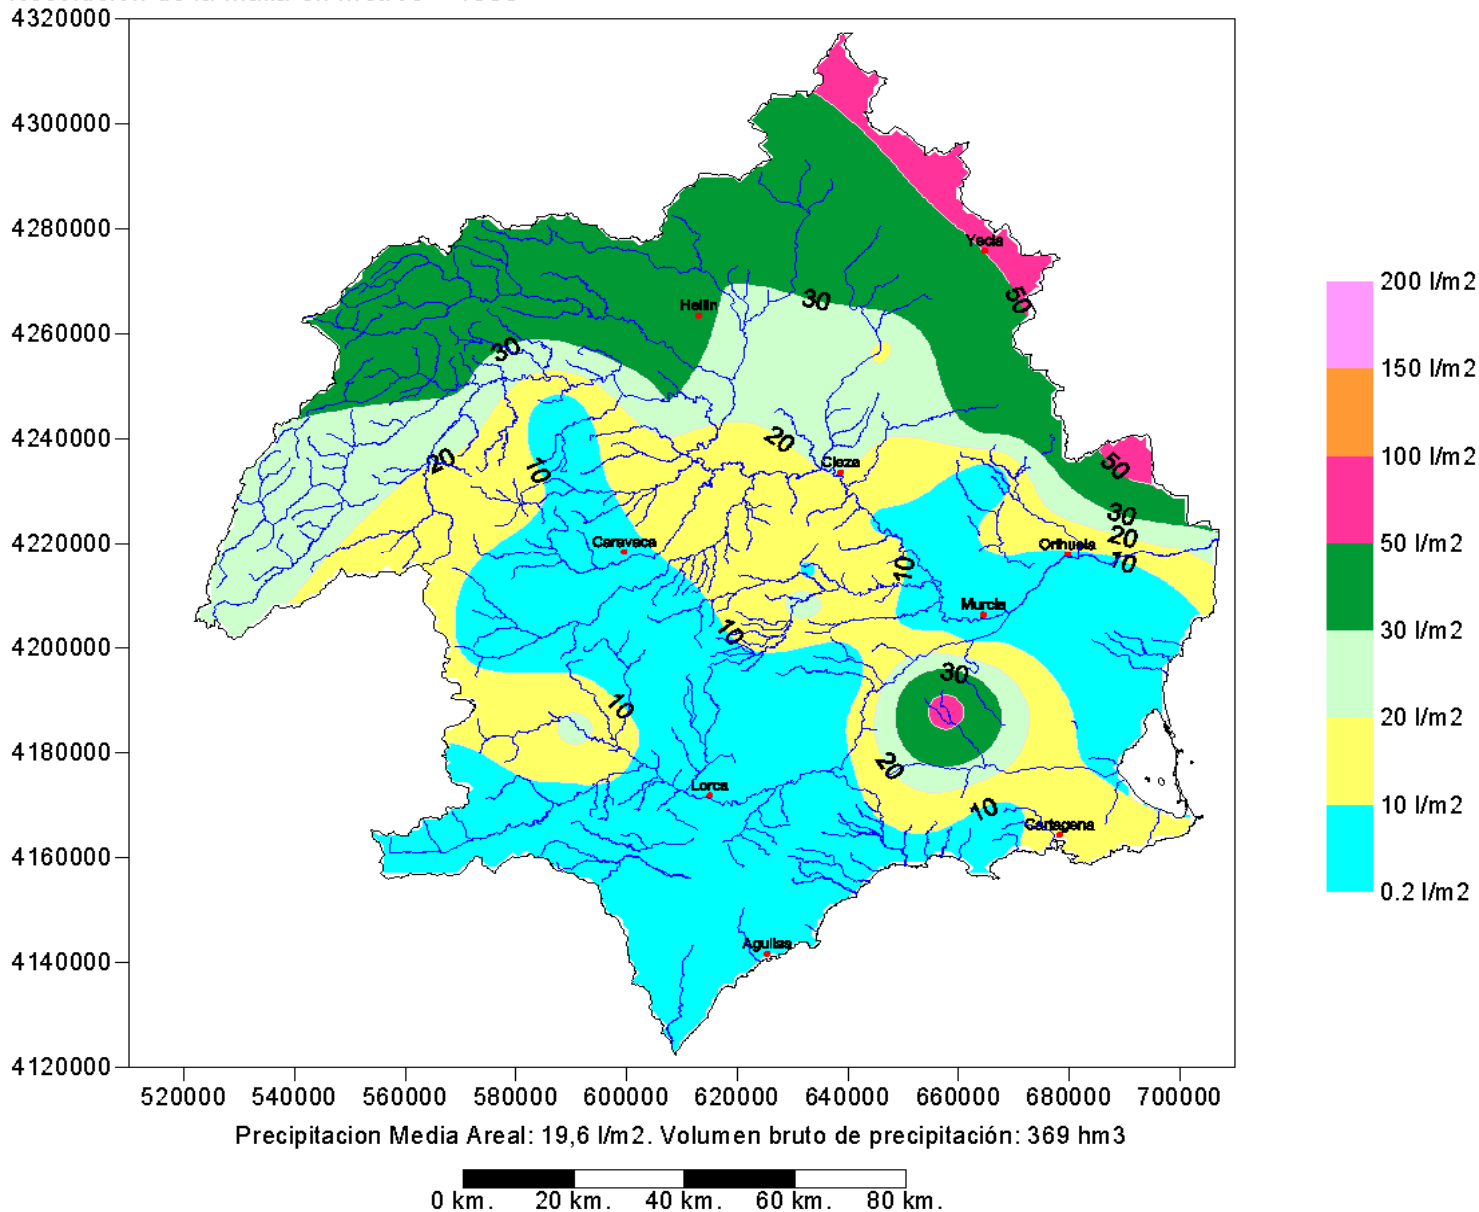 4320000
4300000
4280000
4260000
4240000
4220000
4200000
4180000
4160000
4140000
4120000
520000 540000 560000 580000 600000 620000 640000 660000 680000 700000
Yecla
50
Hellin
30
30
20
20
Cieza
50
10
30
20
Caravaca
Orihuela
10
10
Murcia
10
30
10
20
Lorca
10
Cartagena
Aguilas
200 l/m2
150 l/m2
100 l/m2
50 l/m2
30 l/m2
20 l/m2
10 l/m2
0.2 l/m2
Precipitacion Media Areal: 19,6 l/m2. Volumen bruto de precipitación: 369 hm3
0 km. 20 km. 40 km. 60 km. 80 km.